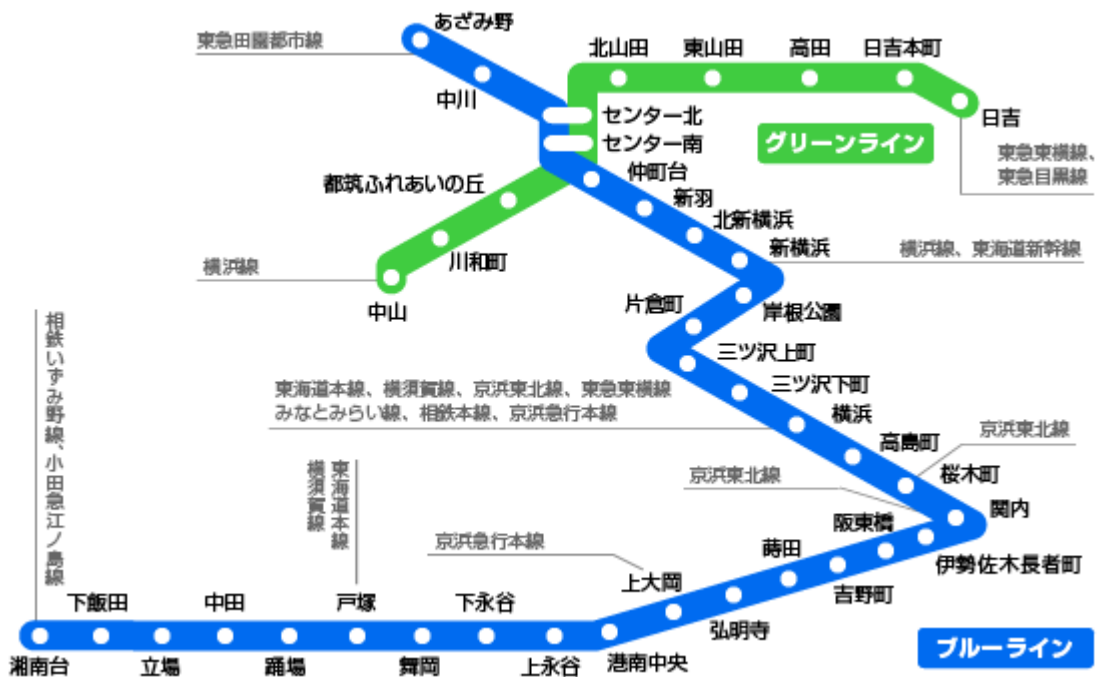 あざみ野
東急田園都市線
中川
北山田
東山田
高田
日吉本町
センター北
センター南
日吉
グリーンライン
東急東横線、
東急目黒線
都筑ふれあいの丘
川和町
中山
横浜線
仲町台
新羽
北新横浜
新横浜
横浜線、東海道新幹線
岸根公園
片倉町
三ツ沢上町
三ツ沢下町
横浜
東海道本線、横須賀線、京浜東北線、東急東横線
みなとみらい線、相鉄本線、京浜急行本線
高島町
桜木町
京浜東北線
関内
京浜東北線
伊勢佐木長者町
阪東橋
吉野町
蒔田
弘明寺
上大岡
京浜急行本線
港南中央
上永谷
下永谷
舞岡
戸塚
東海道本線
横須賀線
踊場
中田
立場
下飯田
湘南台
相鉄いずみ野線、小田急江ノ島線
ブルーライン